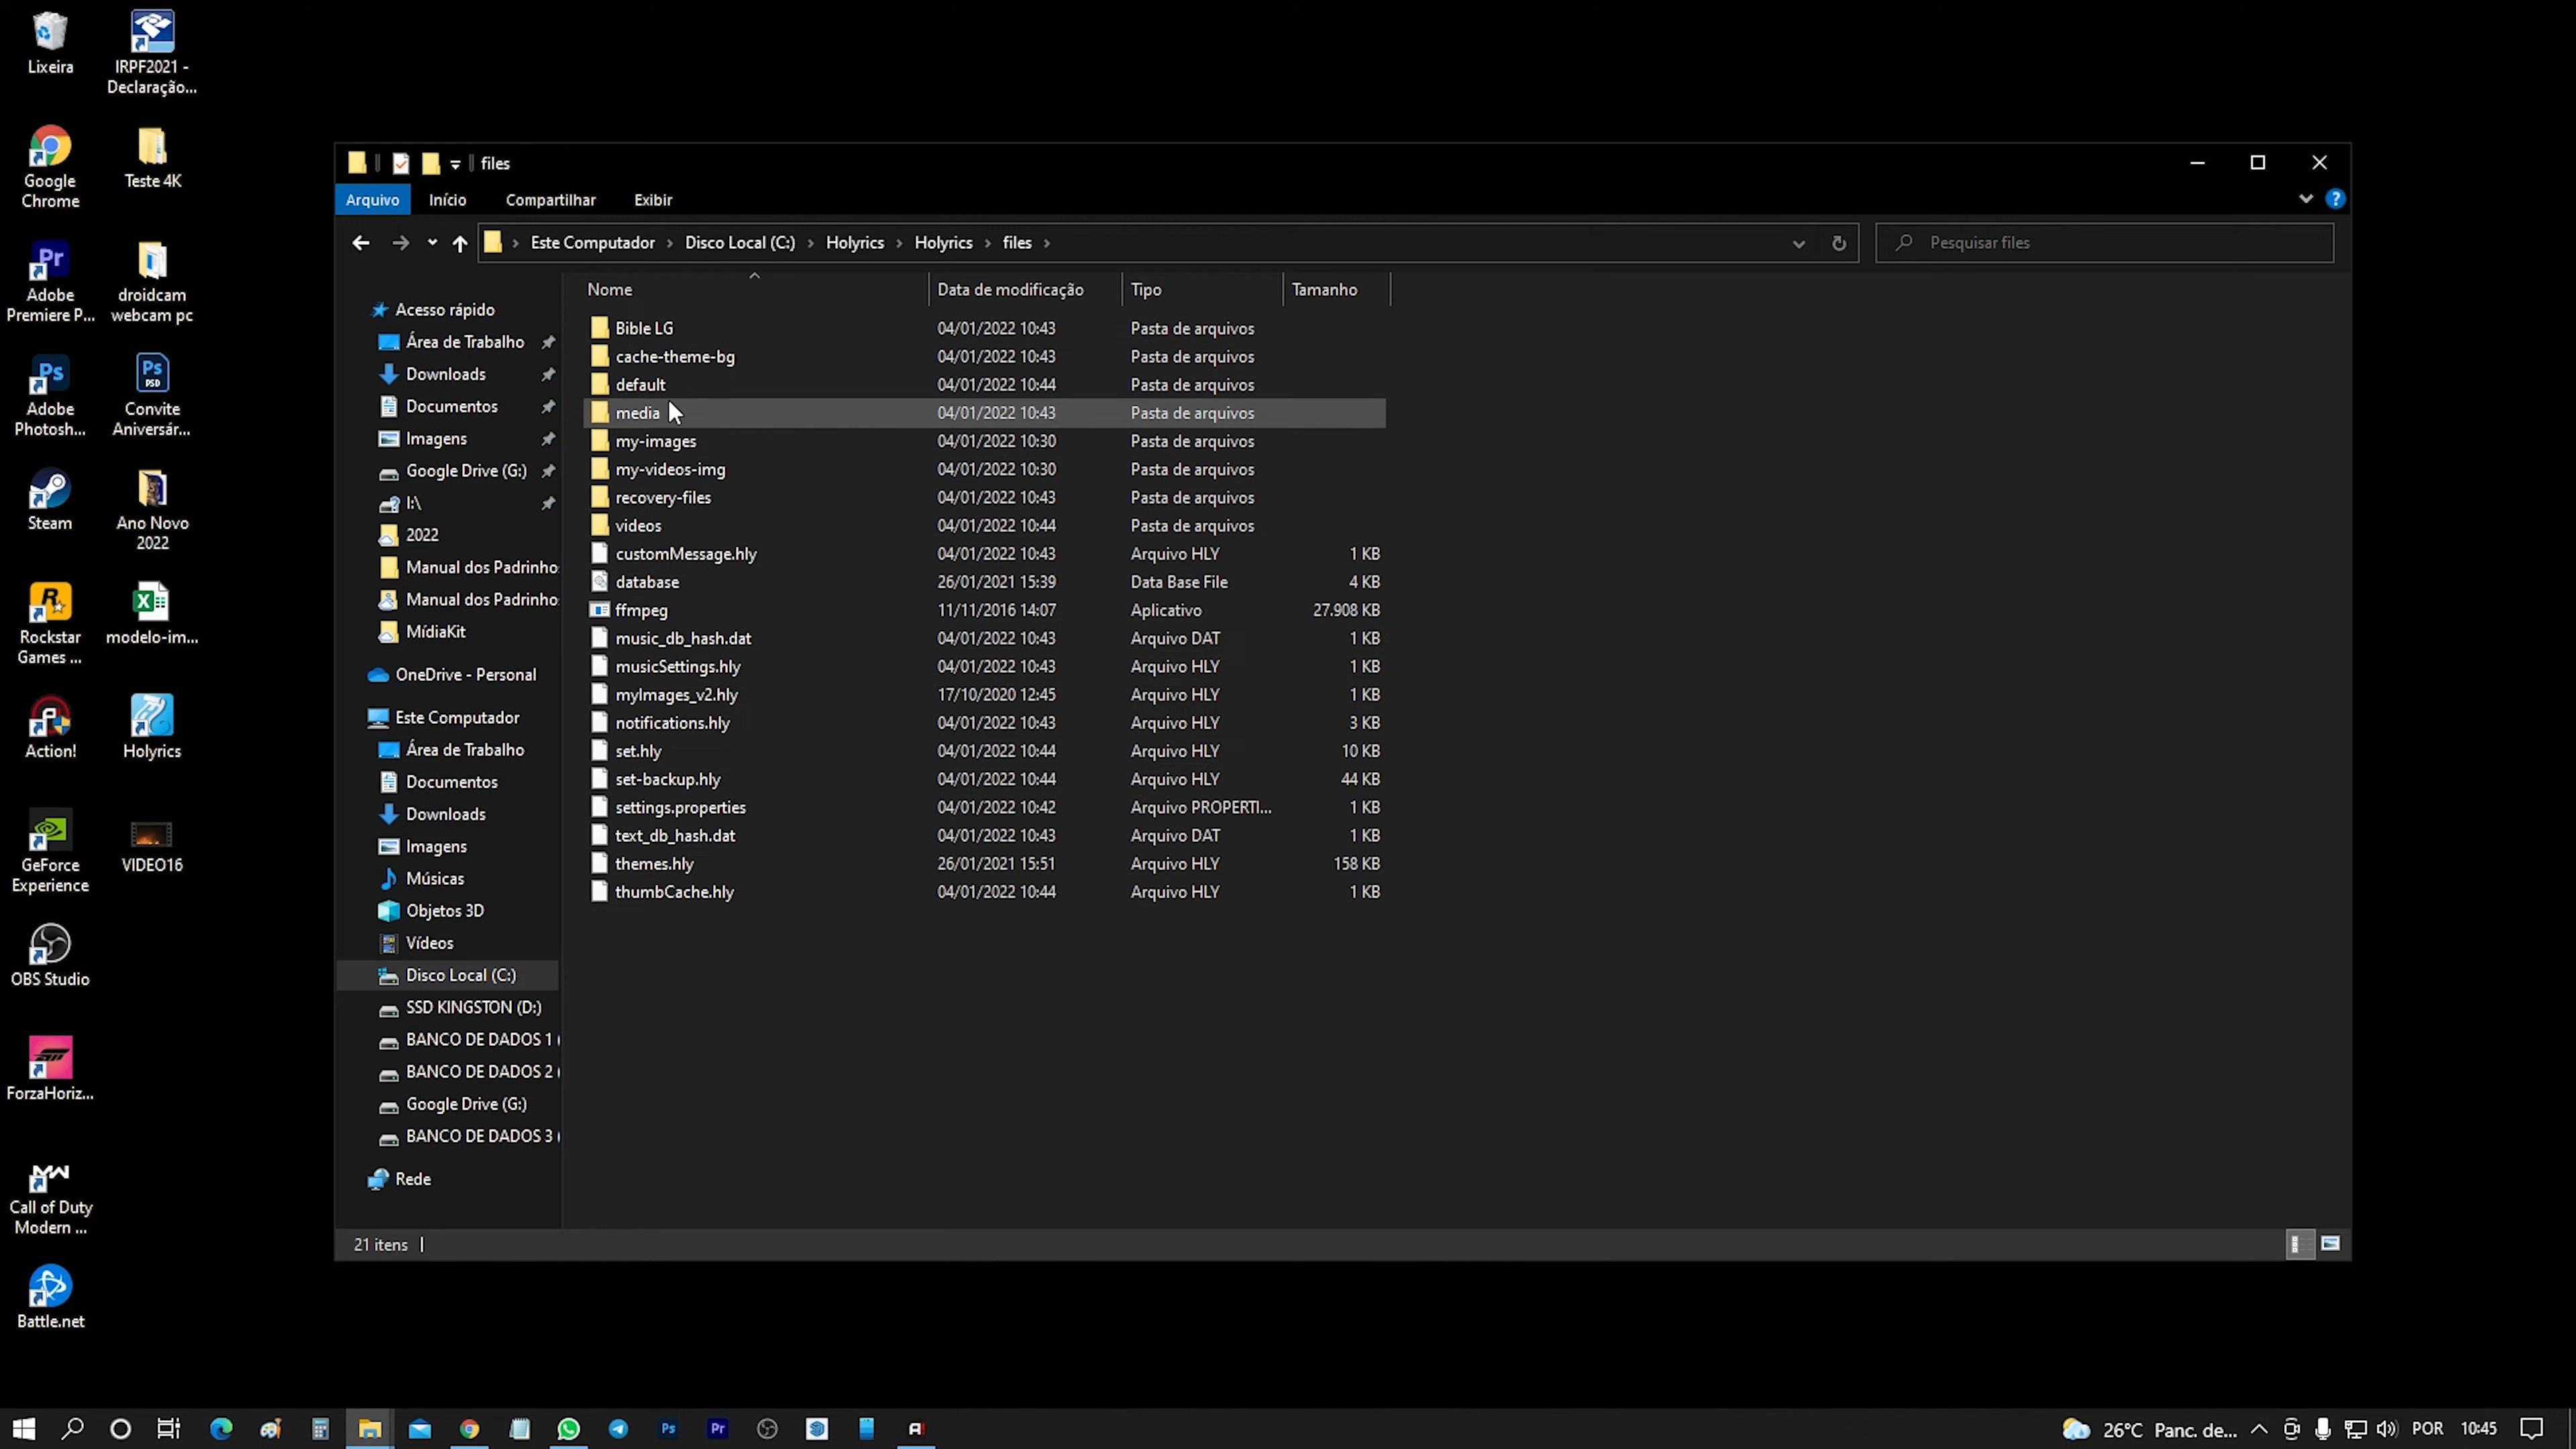 Lixeira
IRPF2021 -
Declaração...
Google
Chrome
Teste 4K
Adobe
Premiere P...
droidcam
webcam pc
Adobe
Photosh...
Convite
Aniversár...
Steam
Ano Novo
2022
Rockstar
Games ...
modelo-im...
Action!
Holyrics
GeForce
Experience
VIDEO16
OBS Studio
ForzaHoriz...
Call of Duty
Modern ...
Battle.net
files
Arquivo Início Compartilhar Exibir
Este Computador Disco Local (C:) Holyrics Holyrics files
Pesquisar files
Acesso rápido
Área de Trabalho
Downloads
Documentos
Imagens
Google Drive (G:)
I:\
2022
Manual dos Padrinho
Manual dos Padrinho
MídiaKit
OneDrive - Personal
Este Computador
Área de Trabalho
Documentos
Downloads
Imagens
Músicas
Objetos 3D
Vídeos
Disco Local (C:)
SSD KINGSTON (D:)
BANCO DE DADOS 1 (
BANCO DE DADOS 2 (
Google Drive (G:)
BANCO DE DADOS 3 (
Rede
Nome Data de modificação Tipo Tamanho
Bible LG 04/01/2022 10:43 Pasta de arquivos
cache-theme-bg 04/01/2022 10:43 Pasta de arquivos
default 04/01/2022 10:44 Pasta de arquivos
media 04/01/2022 10:43 Pasta de arquivos
my-images 04/01/2022 10:30 Pasta de arquivos
my-videos-img 04/01/2022 10:30 Pasta de arquivos
recovery-files 04/01/2022 10:43 Pasta de arquivos
videos 04/01/2022 10:44 Pasta de arquivos
customMessage.hly 04/01/2022 10:43 Arquivo HLY 1 KB
database 26/01/2021 15:39 Data Base File 4 KB
ffmpeg 11/11/2016 14:07 Aplicativo 27.908 KB
music_db_hash.dat 04/01/2022 10:43 Arquivo DAT 1 KB
musicSettings.hly 04/01/2022 10:43 Arquivo HLY 1 KB
myImages_v2.hly 17/10/2020 12:45 Arquivo HLY 1 KB
notifications.hly 04/01/2022 10:43 Arquivo HLY 3 KB
set.hly 04/01/2022 10:44 Arquivo HLY 10 KB
set-backup.hly 04/01/2022 10:44 Arquivo HLY 44 KB
settings.properties 04/01/2022 10:42 Arquivo PROPERTI... 1 KB
text_db_hash.dat 04/01/2022 10:43 Arquivo DAT 1 KB
themes.hly 26/01/2021 15:51 Arquivo HLY 158 KB
thumbCache.hly 04/01/2022 10:44 Arquivo HLY 1 KB
21 itens
26°C Panc. de... POR 10:45